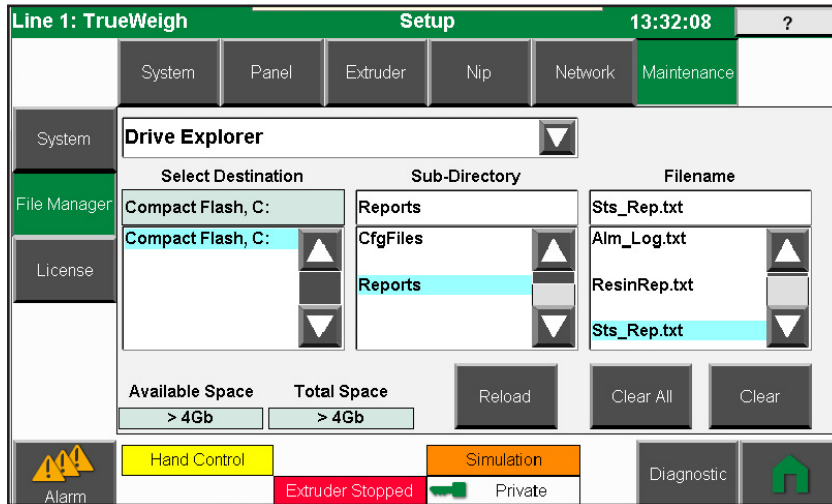 Line 1: TrueWeigh Setup 13:32:08 ?
System Panel Extruder Nip Network Maintenance
System
File Manager
License
Drive Explorer
Select Destination Sub-Directory Filename
Compact Flash, C: Reports Sts_Rep.txt
Compact Flash, C: CfgFiles Alm_Log.txt
Reports ResinRep.txt
Sts_Rep.txt
Available Space Total Space
> 4Gb > 4Gb
Reload Clear All Clear
Hand Control Simulation
Extruder Stopped Private
Alarm Diagnostic